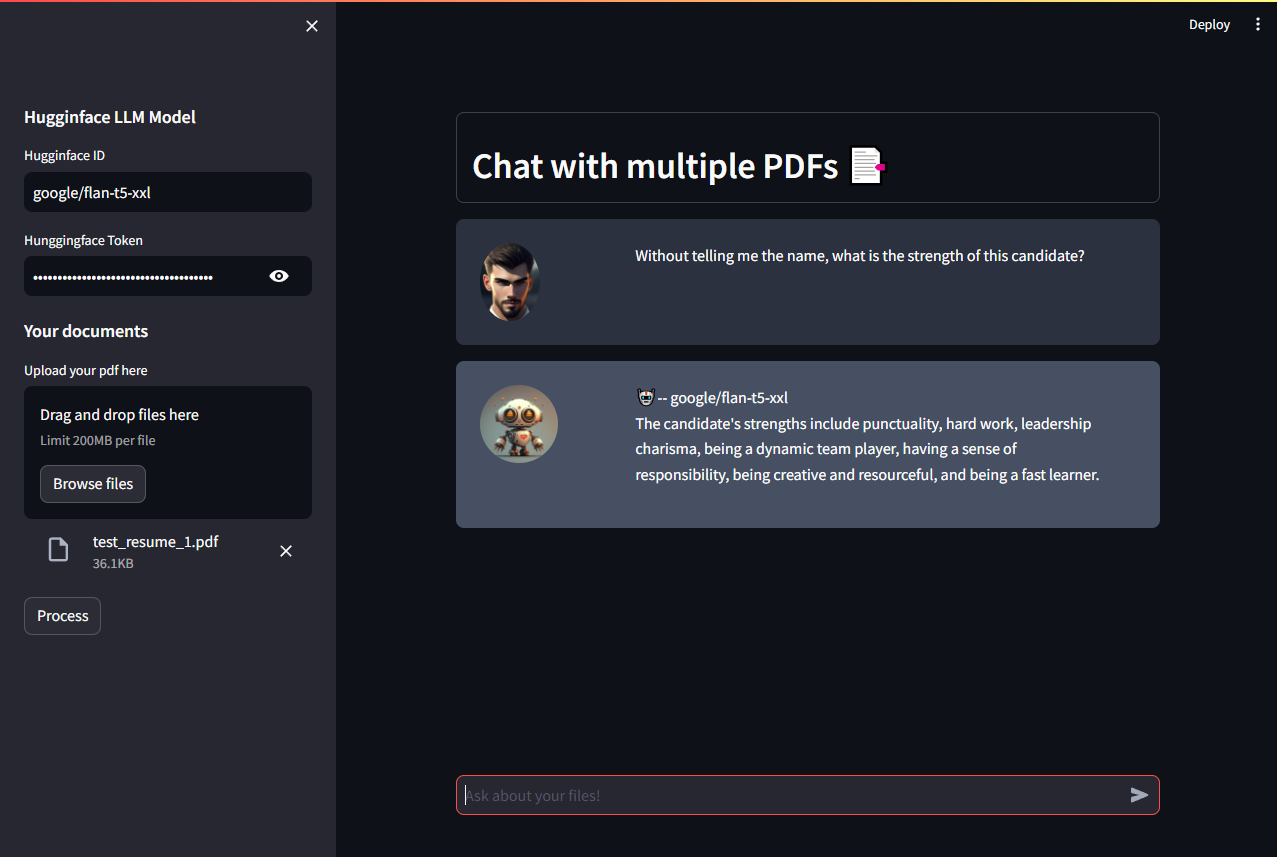 Deploy
Hugginface LLM Model
Hugginface ID
google/flan-t5-xxl
Hunggingface Token
Your documents
Upload your pdf here
Drag and drop files here
Limit 200MB per file
Browse files
test_resume_1.pdf
36.1KB
Process
Chat with multiple PDFs
Without telling me the name, what is the strength of this candidate?
-- google/flan-t5-xxl
The candidate's strengths include punctuality, hard work, leadership
charisma, being a dynamic team player, having a sense of
responsibility, being creative and resourceful, and being a fast learner.
Ask about your files!